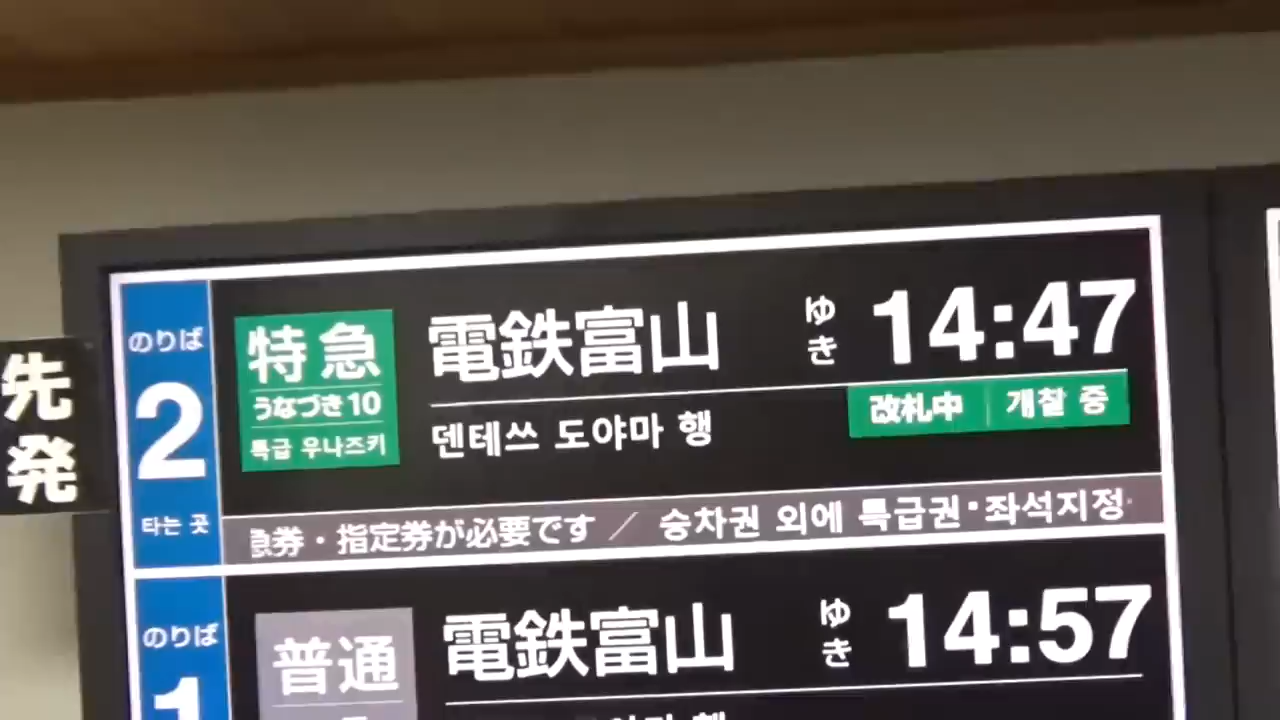 先発
のりば
2
타는 곳
特急
うなづき10
특급 우나즈키
電鉄富山
ゆき
14:47
덴테쓰 도야마 행
改札中 개찰 중
急券・指定券が必要です ／ 승차권 외에 특급권·좌석지정
のりば
1
普通
電鉄富山
ゆき
14:57